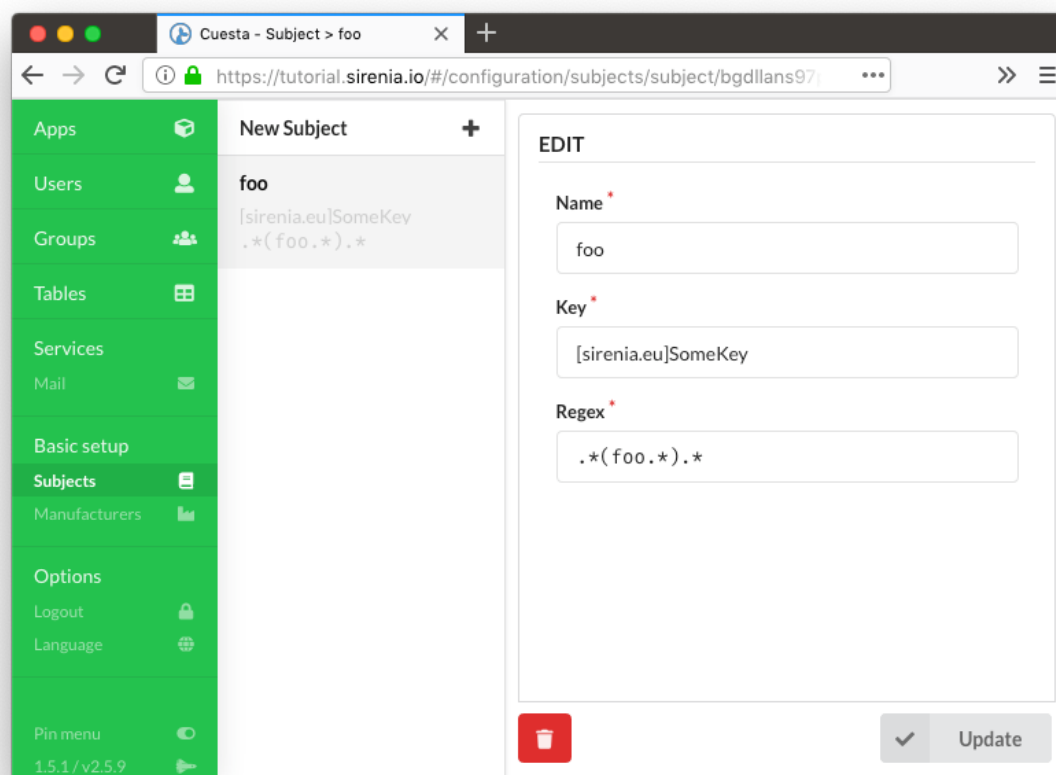 Cuesta - Subject > foo
https://tutorial.sirenia.io/#/configuration/subjects/subject/bgdllans97
Apps
Users
Groups
Tables
Services
Mail
Basic setup
Subjects
Manufacturers
Options
Logout
Language
Pin menu
1.5.1 / v2.5.9
New Subject
foo
[sirenia.eu]SomeKey
.*(foo.*).*
EDIT
Name *
foo
Key *
[sirenia.eu]SomeKey
Regex *
.*(foo.*).*
Update